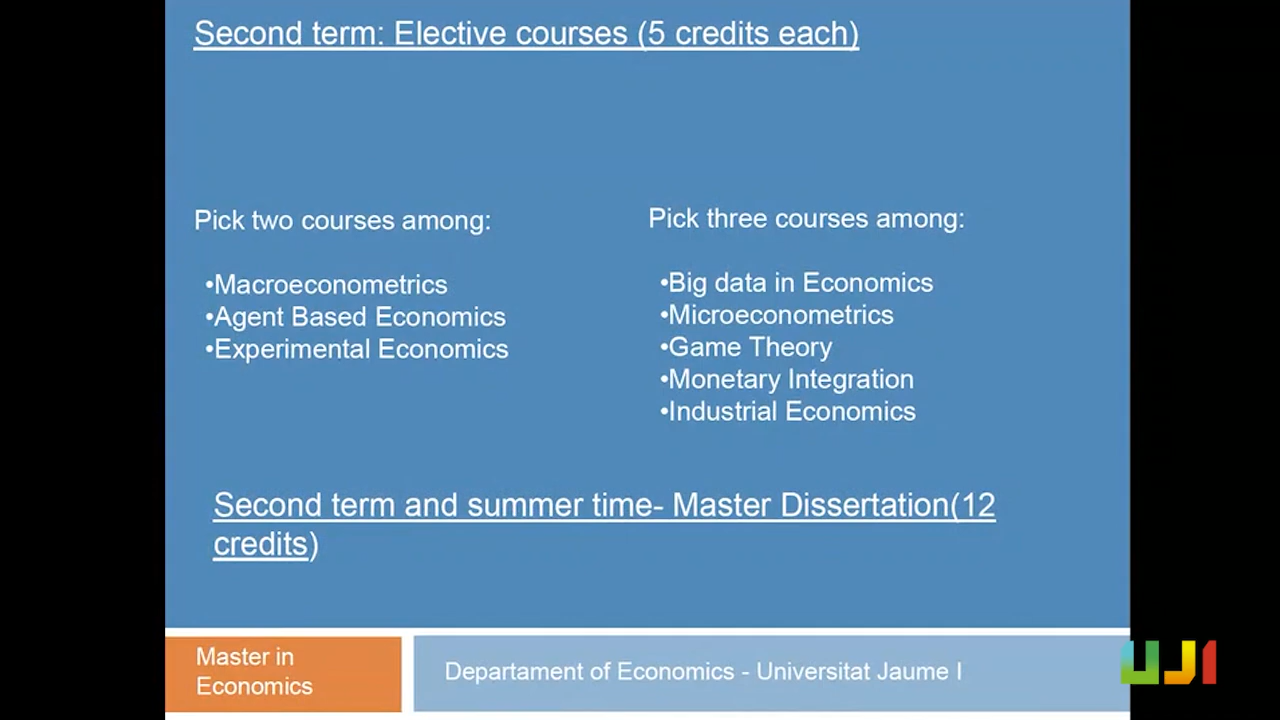 Second term: Elective courses (5 credits each)
Pick two courses among:
•Macroeconometrics
•Agent Based Economics
•Experimental Economics
Pick three courses among:
•Big data in Economics
•Microeconometrics
•Game Theory
•Monetary Integration
•Industrial Economics
Second term and summer time- Master Dissertation(12
credits)
Master in
Economics
Departament of Economics - Universitat Jaume I
UJI